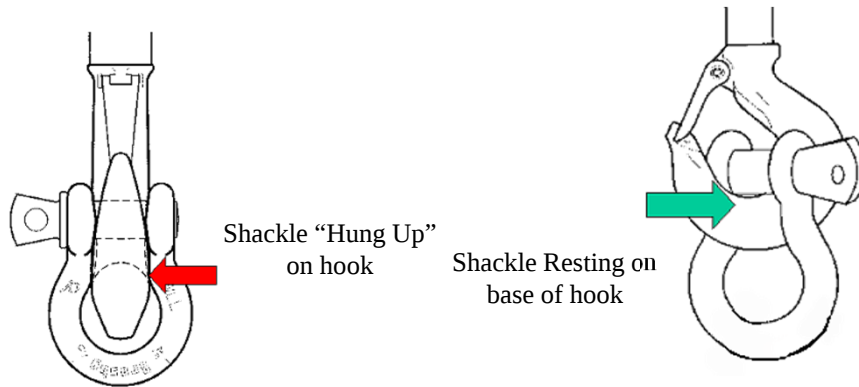 Shackle “Hung Up”
on hook
Shackle Resting on
base of hook